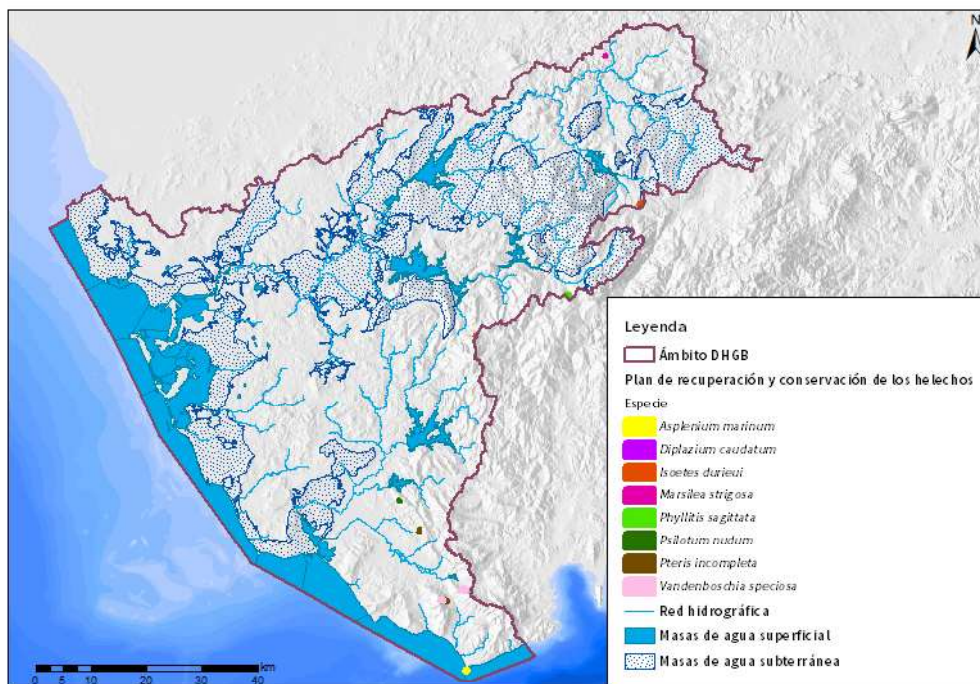 N
Leyenda
Ámbito DHGB
Plan de recuperación y conservación de los helechos
Especie
Asplenium marinum
Diplazium caudatum
Isoetes durieui
Marsilea strigosa
Phyllitis sagittata
Psilotum nudum
Pteris incompleta
Vandenboschia speciosa
Red hidrográfica
Masas de agua superficial
Masas de agua subterránea
km
0 5 10 20 30 40